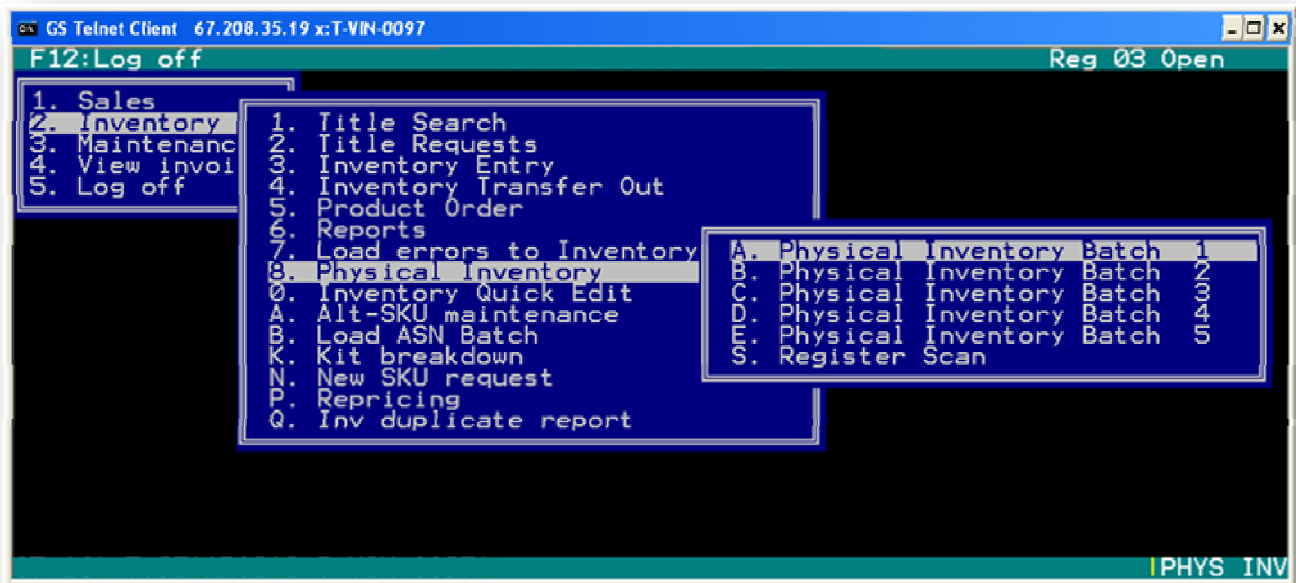 GS Telnet Client 67.208.35.19 x:T-VIN-0097
F12:Log off
Reg 03 Open
1. Sales
2. Inventory
3. Maintenanc
4. View invoi
5. Log off
1. Title Search
2. Title Requests
3. Inventory Entry
4. Inventory Transfer Out
5. Product Order
6. Reports
7. Load errors to Inventory
8. Physical Inventory
0. Inventory Quick Edit
A. Alt-SKU maintenance
B. Load ASN Batch
K. Kit breakdown
N. New SKU request
P. Repricing
Q. Inv duplicate report
A. Physical Inventory Batch 1
B. Physical Inventory Batch 2
C. Physical Inventory Batch 3
D. Physical Inventory Batch 4
E. Physical Inventory Batch 5
S. Register Scan
PHYS INV